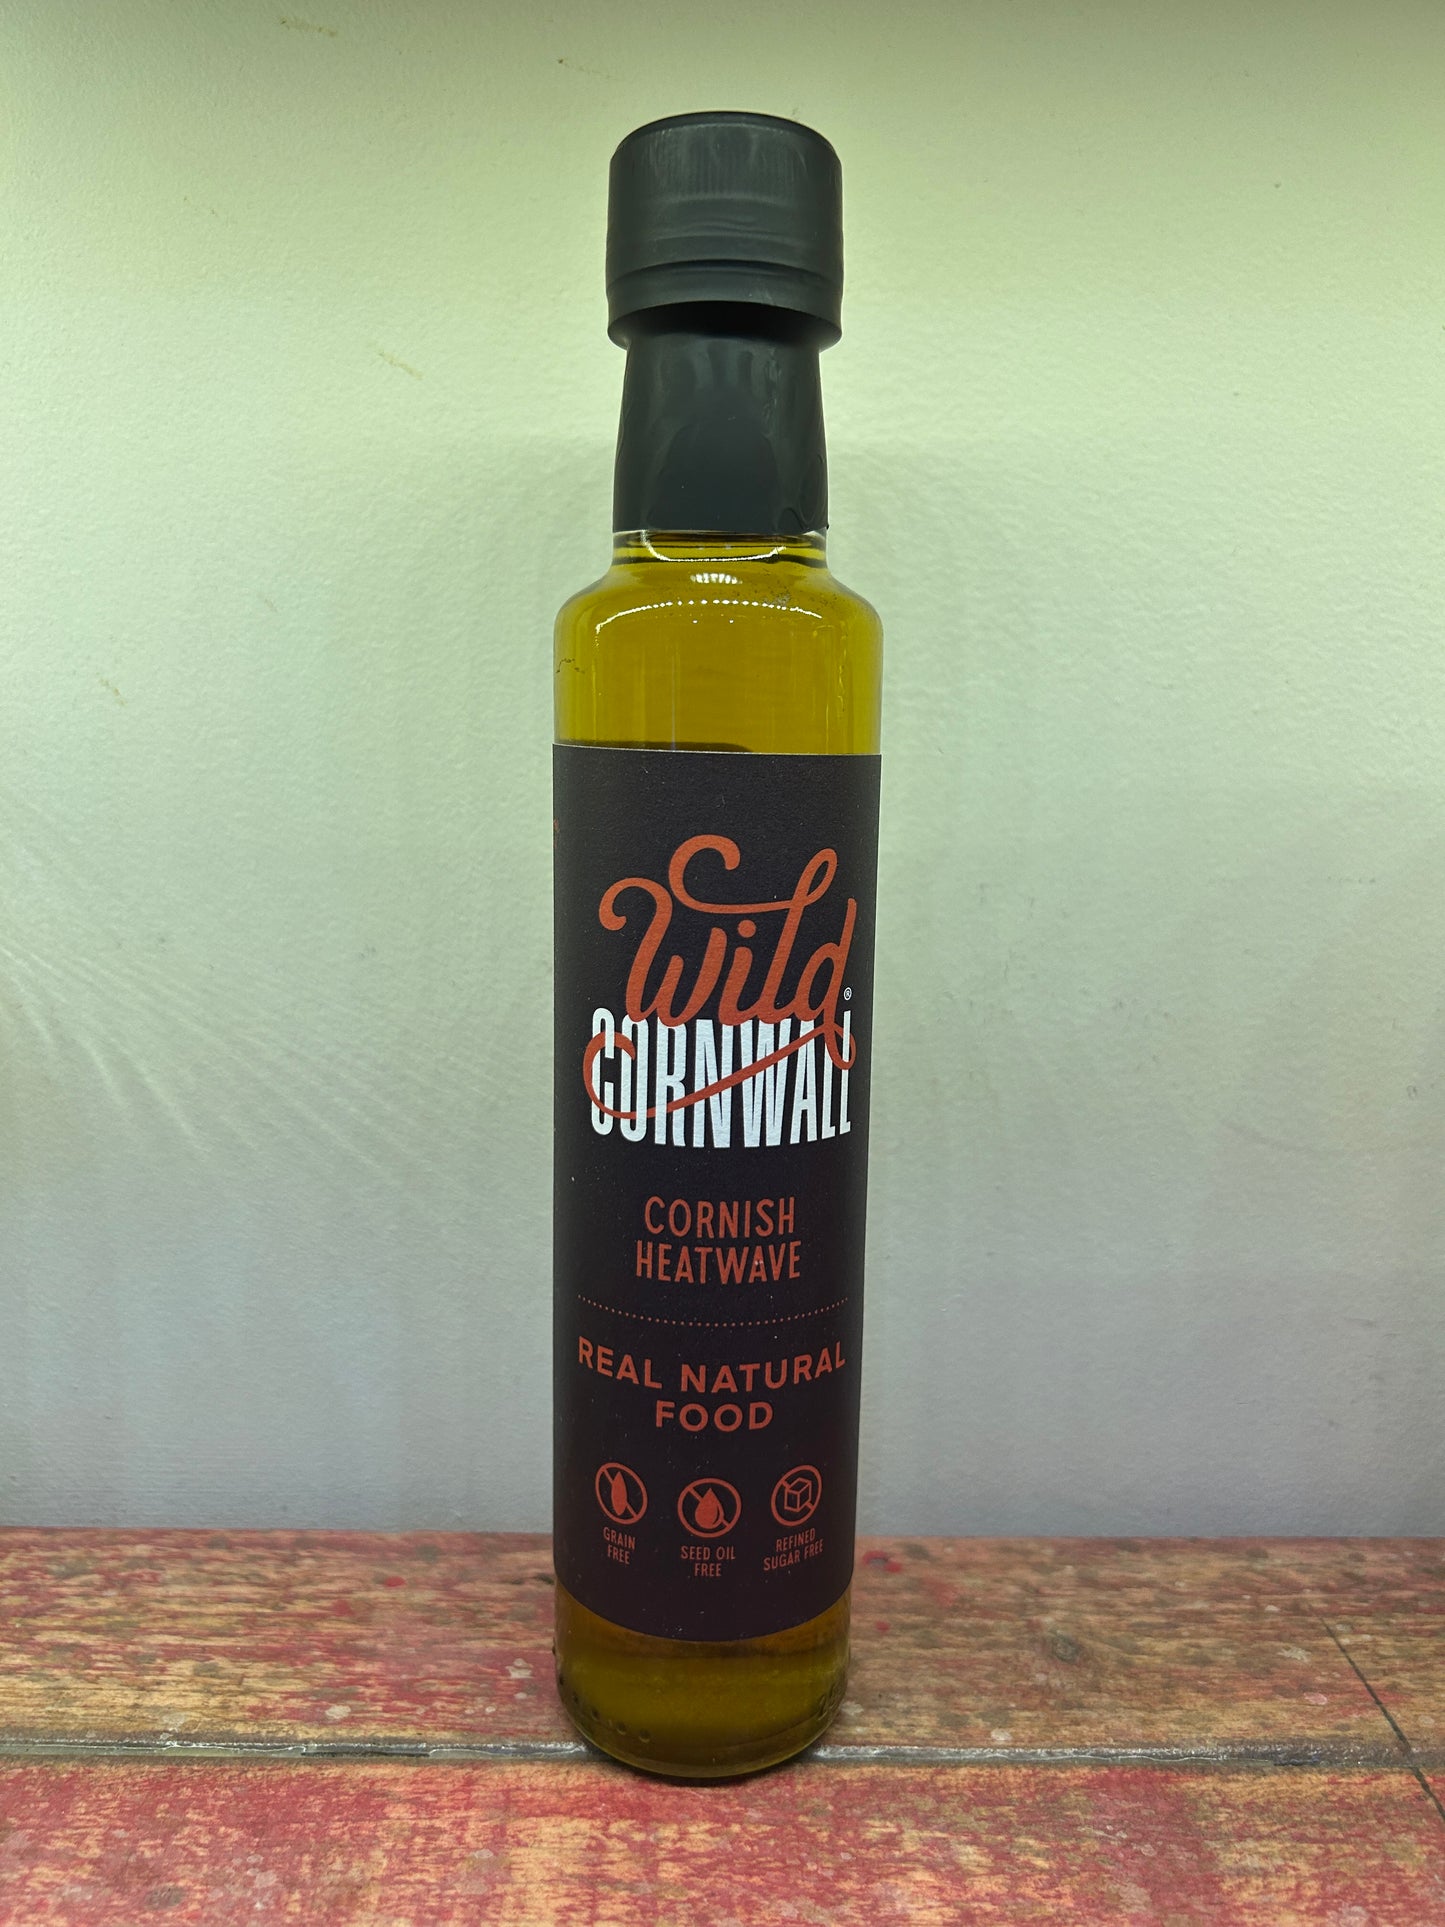 Wild
CORNWALL®
CORNISH
HEATWAVE
REAL NATURAL
FOOD
GRAIN
FREE
SEED OIL
FREE
REFINED
SUGAR FREE